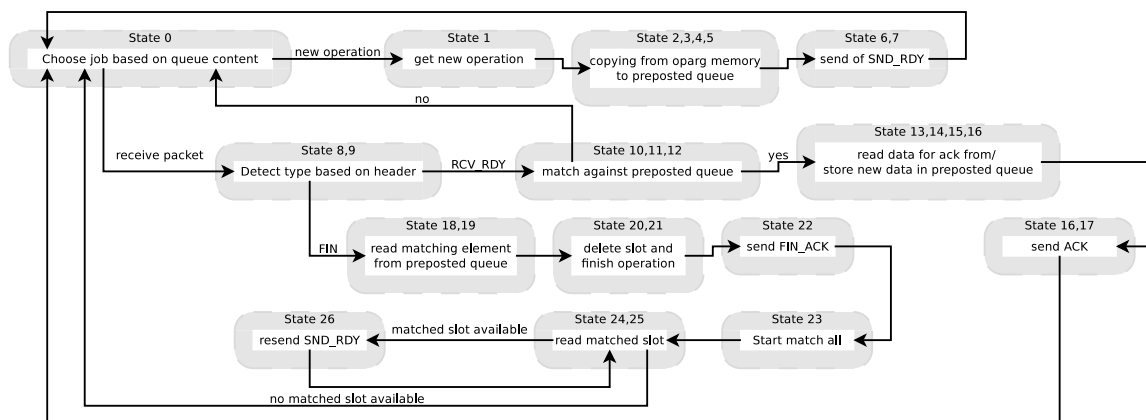 State 0
Choose job based on queue content
new operation
State 1
get new operation
State 2,3,4,5
copying from oparg memory
to preposted queue
State 6,7
send of SND_RDY
no
receive packet
State 8,9
Detect type based on header
RCV_RDY
State 10,11,12
match against preposted queue
yes
State 13,14,15,16
read data for ack from/
store new data in preposted queue
FIN
State 18,19
read matching element
from preposted queue
State 20,21
delete slot and
finish operation
State 22
send FIN_ACK
State 16,17
send ACK
State 26
resend SND_RDY
matched slot available
State 24,25
read matched slot
State 23
Start match all
no matched slot available